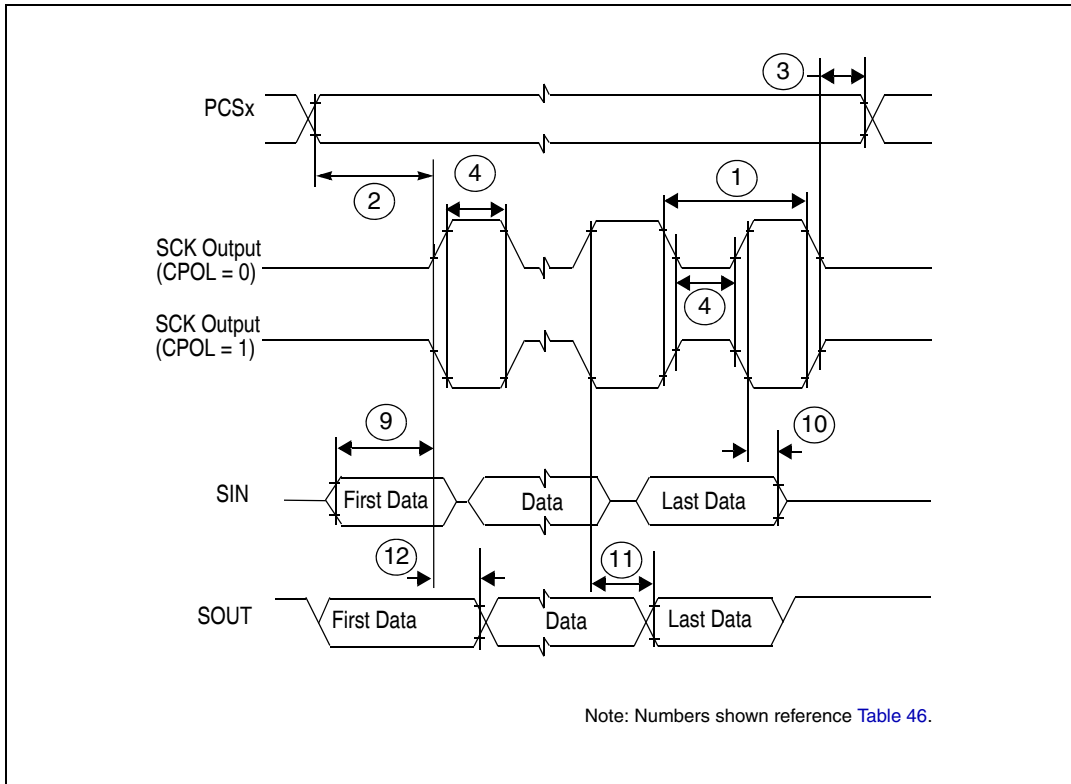 3
PCSx
2
4
1
SCK Output
(CPOL = 0)
4
SCK Output
(CPOL = 1)
9
10
SIN
First Data
Data
Last Data
12
11
SOUT
First Data
Data
Last Data
Note: Numbers shown reference Table 46.